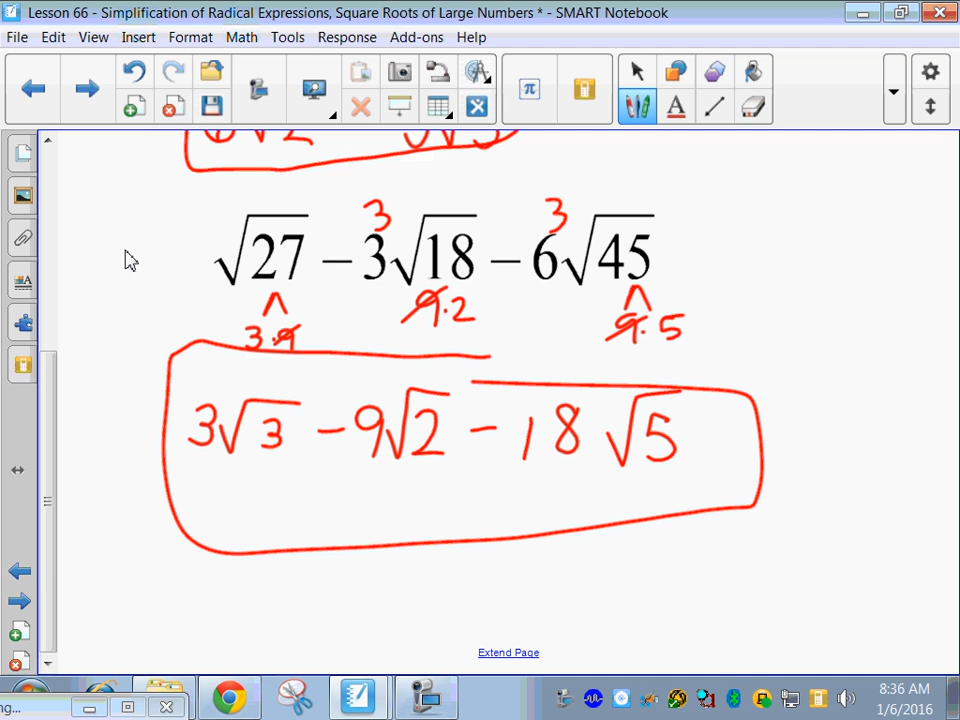 Lesson 66 - Simplification of Radical Expressions, Square Roots of Large Numbers * - SMART Notebook
File Edit View Insert Format Math Tools Response Add-ons Help
√27 – 3√18 – 6√45
3 3
3·9 9·2 9·5
3√3 – 9√2 – 18√5
Extend Page
ng...
8:36 AM
1/6/2016